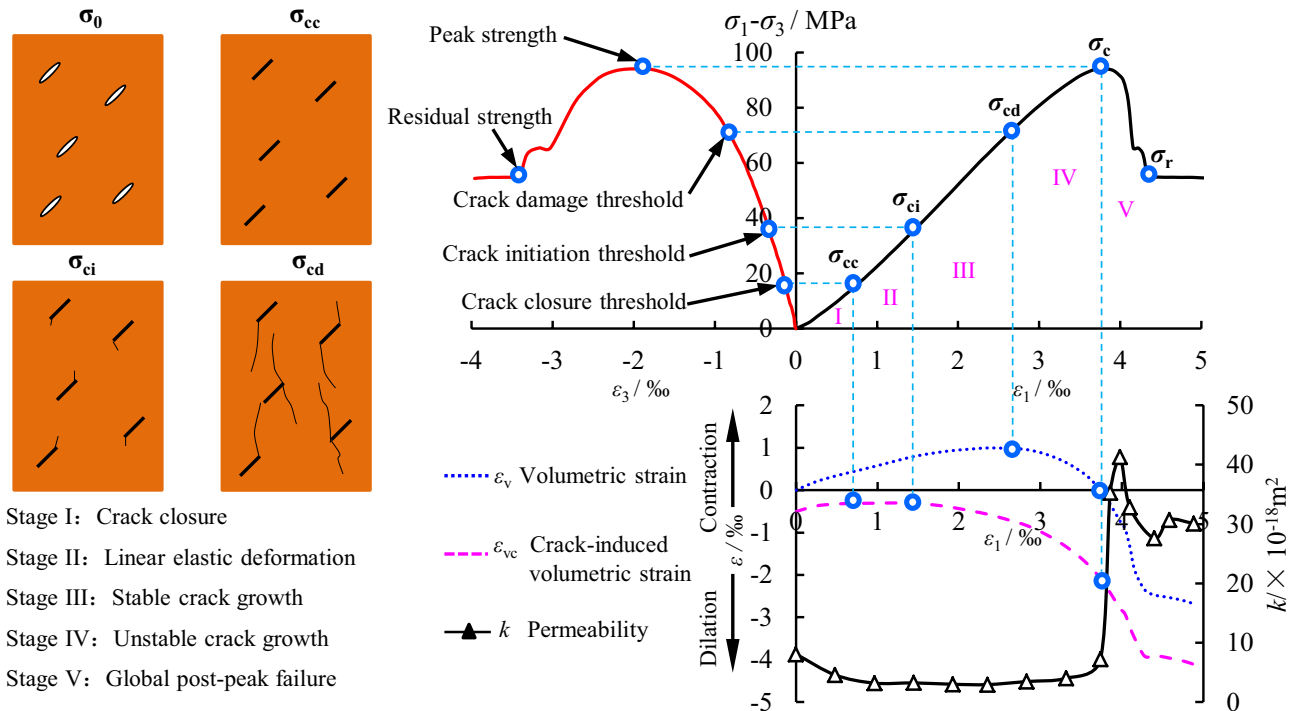 σ0
σcc
σci
σcd
Stage I：Crack closure
Stage II：Linear elastic deformation
Stage III：Stable crack growth
Stage IV：Unstable crack growth
Stage V：Global post-peak failure
σ1-σ3 / MPa
100
80
60
40
20
0
Peak strength
Residual strength
Crack damage threshold
Crack initiation threshold
Crack closure threshold
σcc
σci
σcd
σc
σr
I
II
III
IV
V
-4
-3
-2
-1
0
1
2
3
4
5
ε3 / ‰
ε1 / ‰
εv Volumetric strain
εvc Crack-induced
volumetric strain
k Permeability
Contraction
Dilation
ε / ‰
2
1
0
-1
-2
-3
-4
-5
0
1
2
3
4
5
ε1 / ‰
50
40
30
20
10
0
k/× 10-18m2